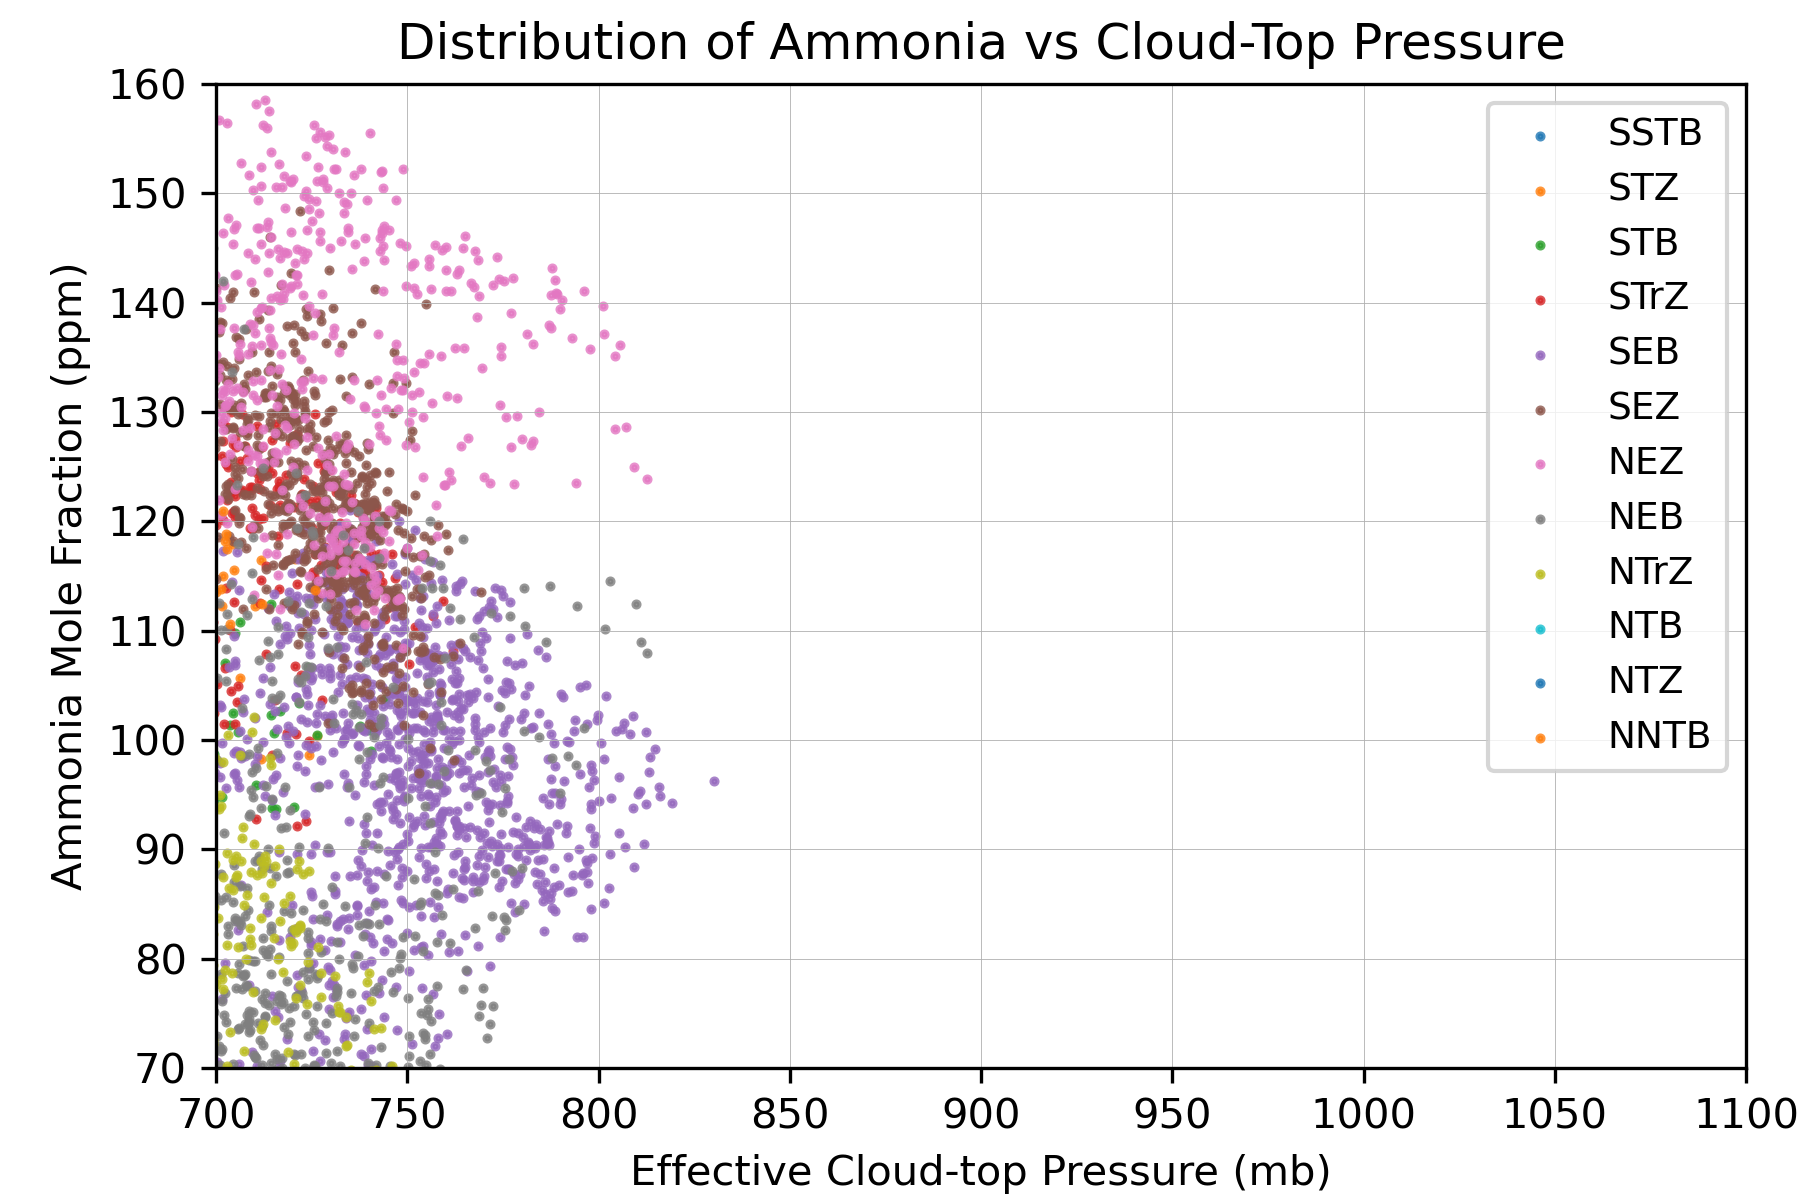 Distribution of Ammonia vs Cloud-Top Pressure
Ammonia Mole Fraction (ppm)
160
150
140
130
120
110
100
90
80
70
SSTB
STZ
STB
STrZ
SEB
SEZ
NEZ
NEB
NTrZ
NTB
NTZ
NNTB
700 750 800 850 900 950 1000 1050 1100
Effective Cloud-top Pressure (mb)